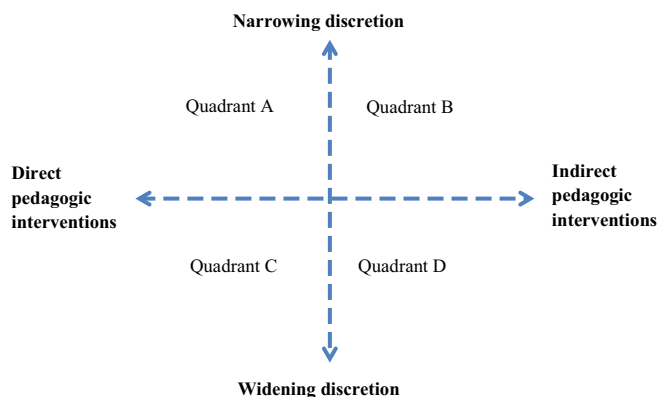 Narrowing discretion
Quadrant A
Quadrant B
Direct
pedagogic
interventions
Indirect
pedagogic
interventions
Quadrant C
Quadrant D
Widening discretion